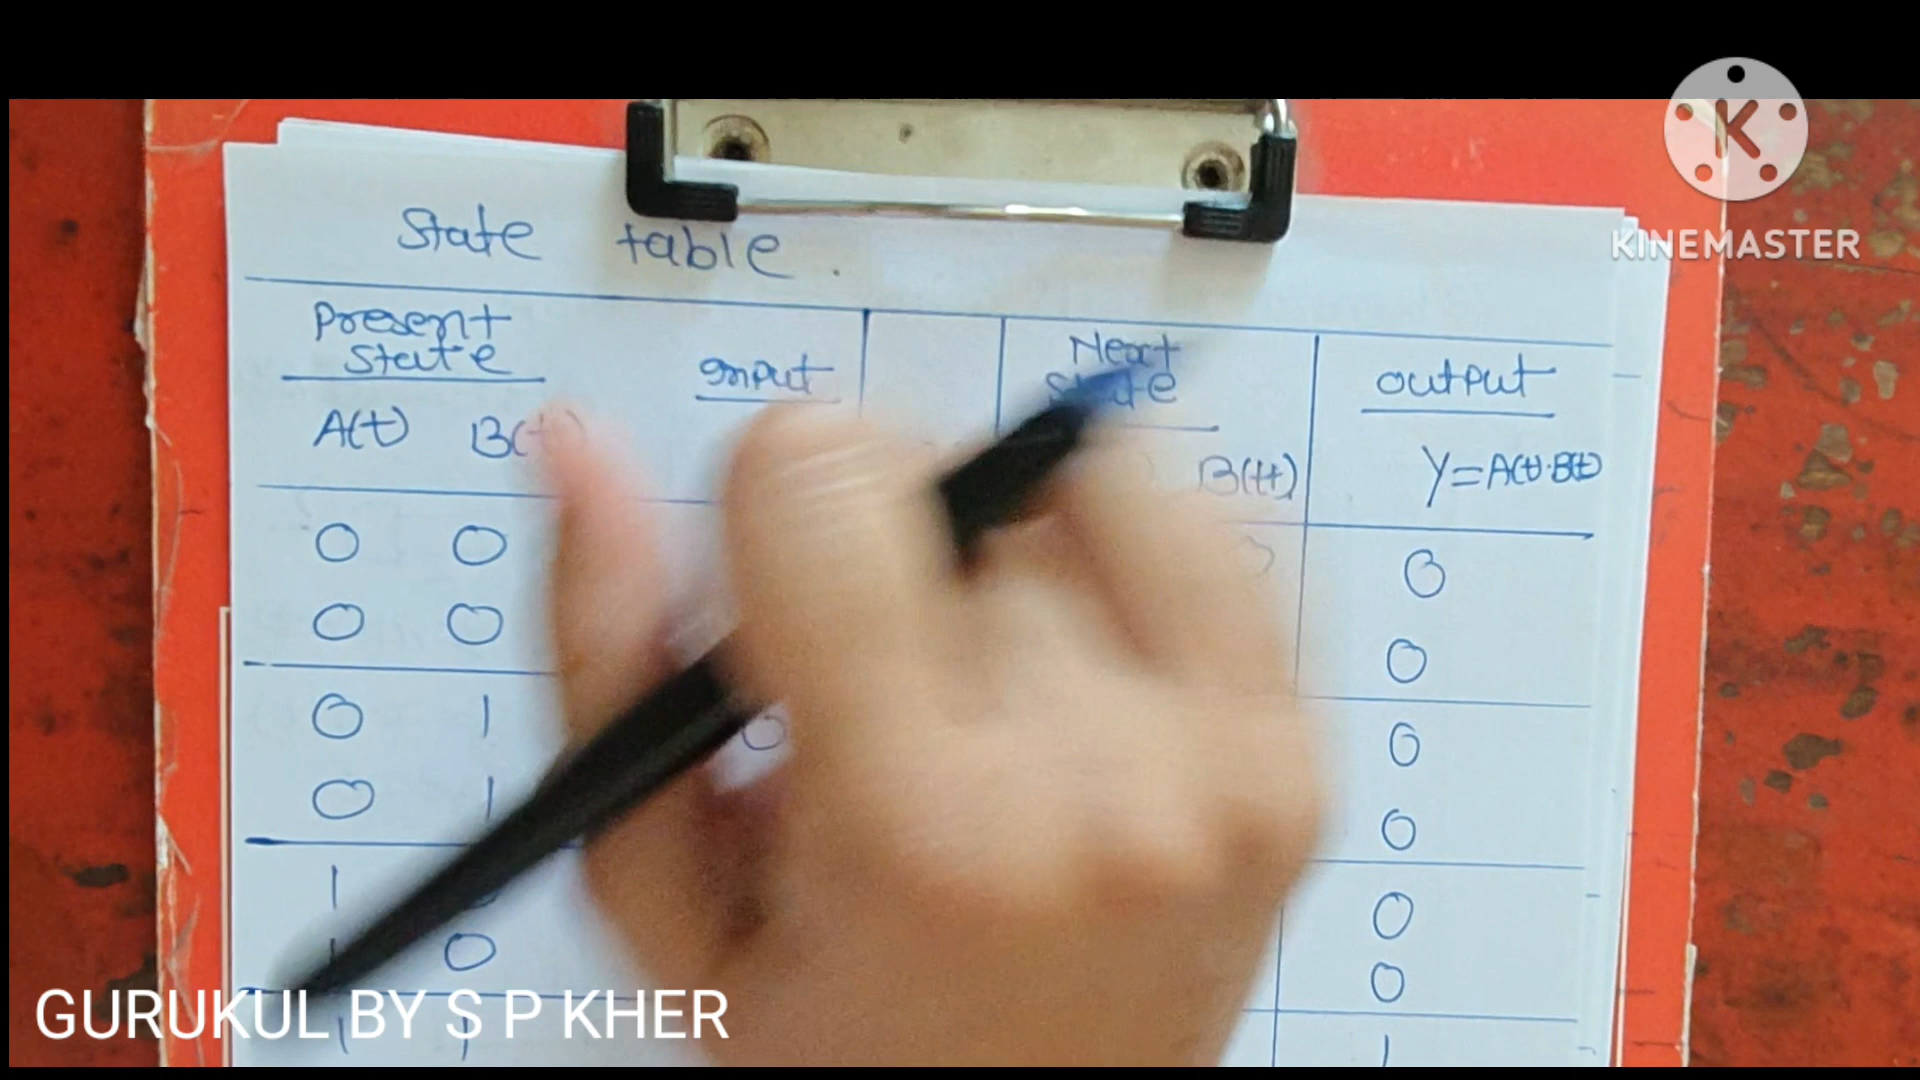 KINEMASTER
State table.
Present State
Input
Next State
output
A(t) B(t)
B(t+)
Y=A(t)·B(t)
0 0 0
0 0 0
0 1 0 0
0 1 0
1 0
0 0
1 1 1
GURUKUL BY S P KHER